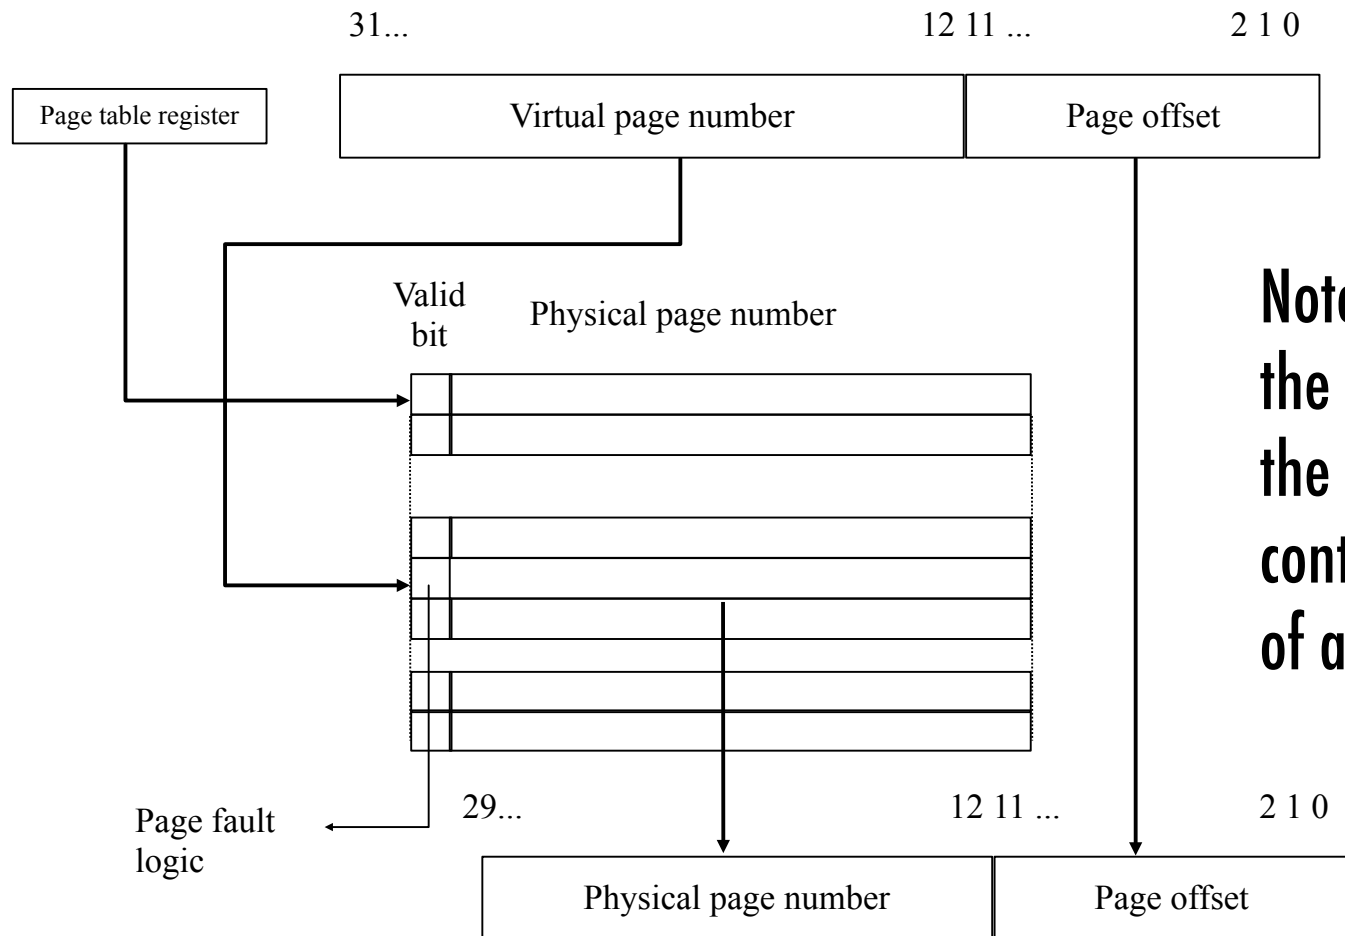 31... 12 11 ... 2 1 0
Page table register
Virtual page number
Page offset
Valid
bit
Physical page number
the
the
of
Page fault
logic
29... 12 11 ... 2 1 0
Physical page number
Page offset